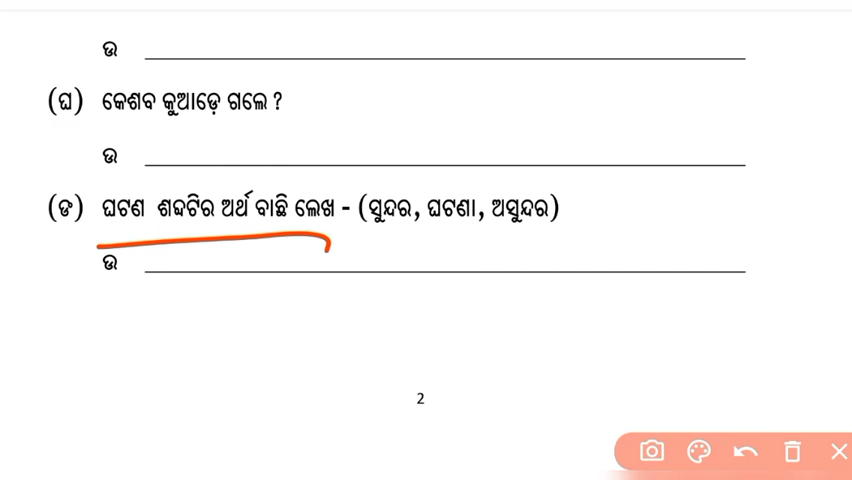 ଉ
(ଘ) କେଶବ କୁଆଡ଼େ ଗଲେ ?
ଉ
(ଙ) ଘଟଣ ଶବ୍ଦଟିର ଅର୍ଥ ବାଛି ଲେଖ - (ସୁନ୍ଦର, ଘଟଣା, ଅସୁନ୍ଦର)
ଉ
2